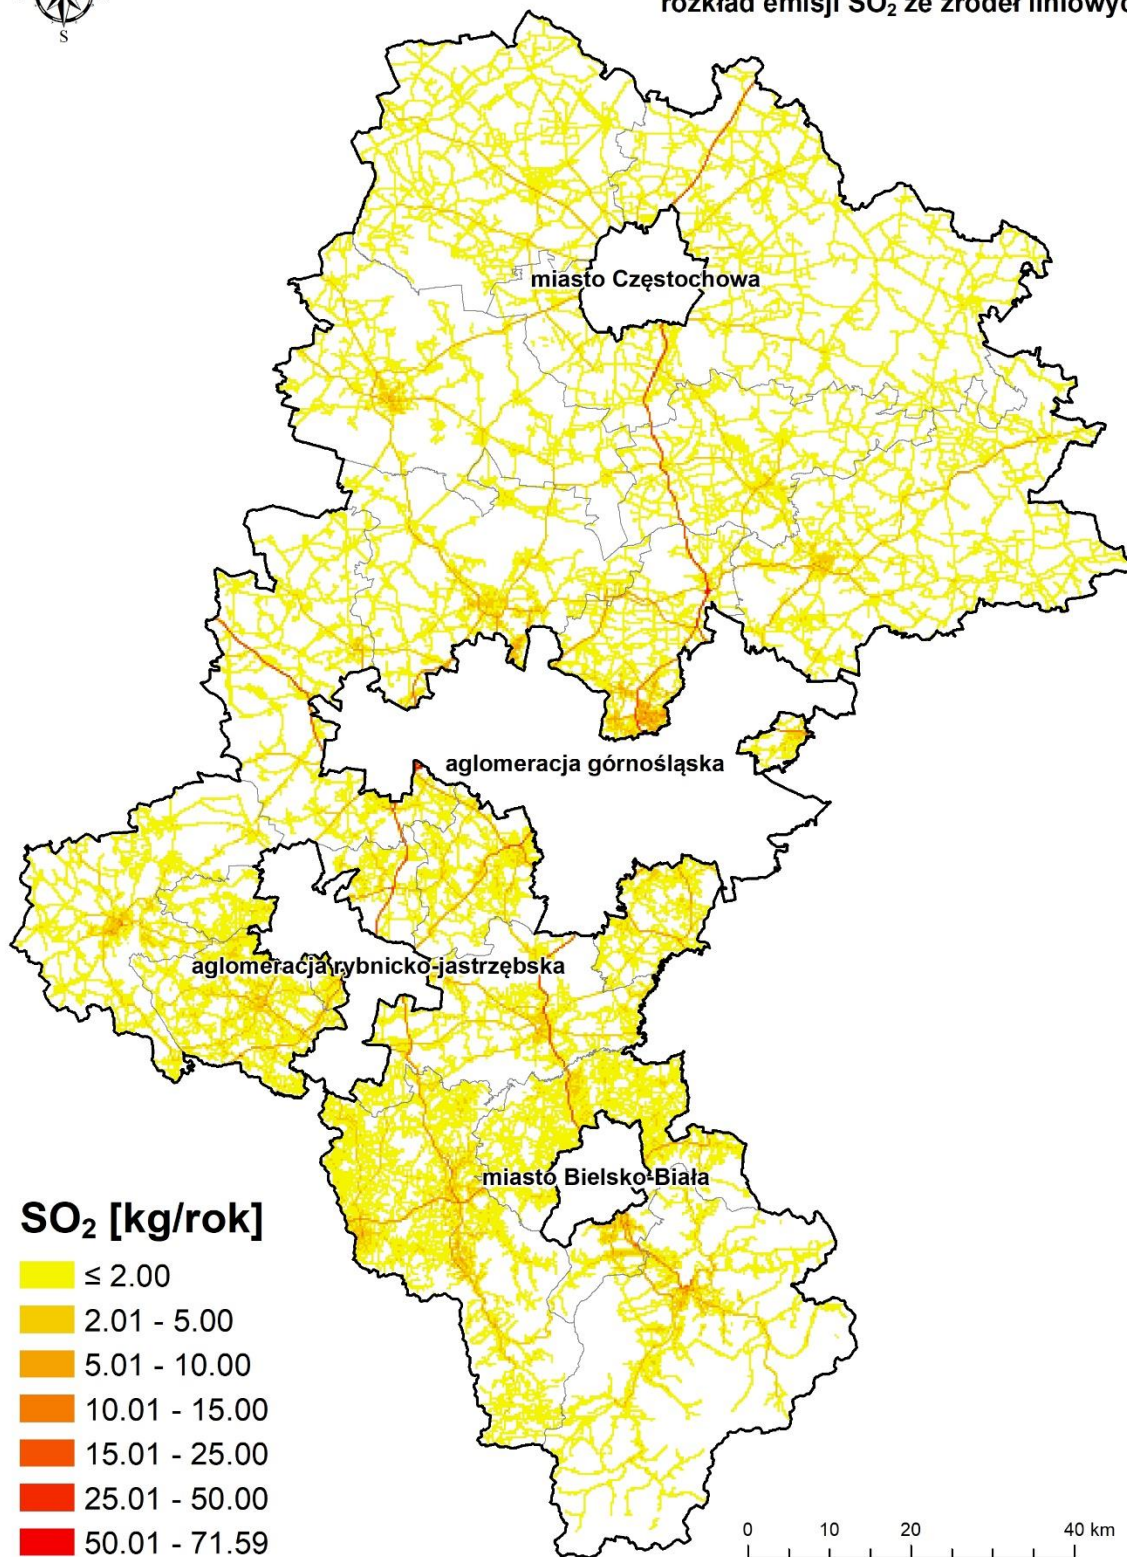 rozkład emisji SO₂ ze źródeł liniowych
S
miasto Częstochowa
aglomeracja górnośląska
aglomeracja rybnicko-jastrzębska
miasto Bielsko-Biała
SO₂ [kg/rok]
≤ 2.00
2.01 - 5.00
5.01 - 10.00
10.01 - 15.00
15.01 - 25.00
25.01 - 50.00
50.01 - 71.59
0 10 20 40 km